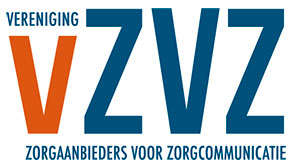 VERENIGING
vZVZ
ZORGAANBIEDERS VOOR ZORGCOMMUNICATIE